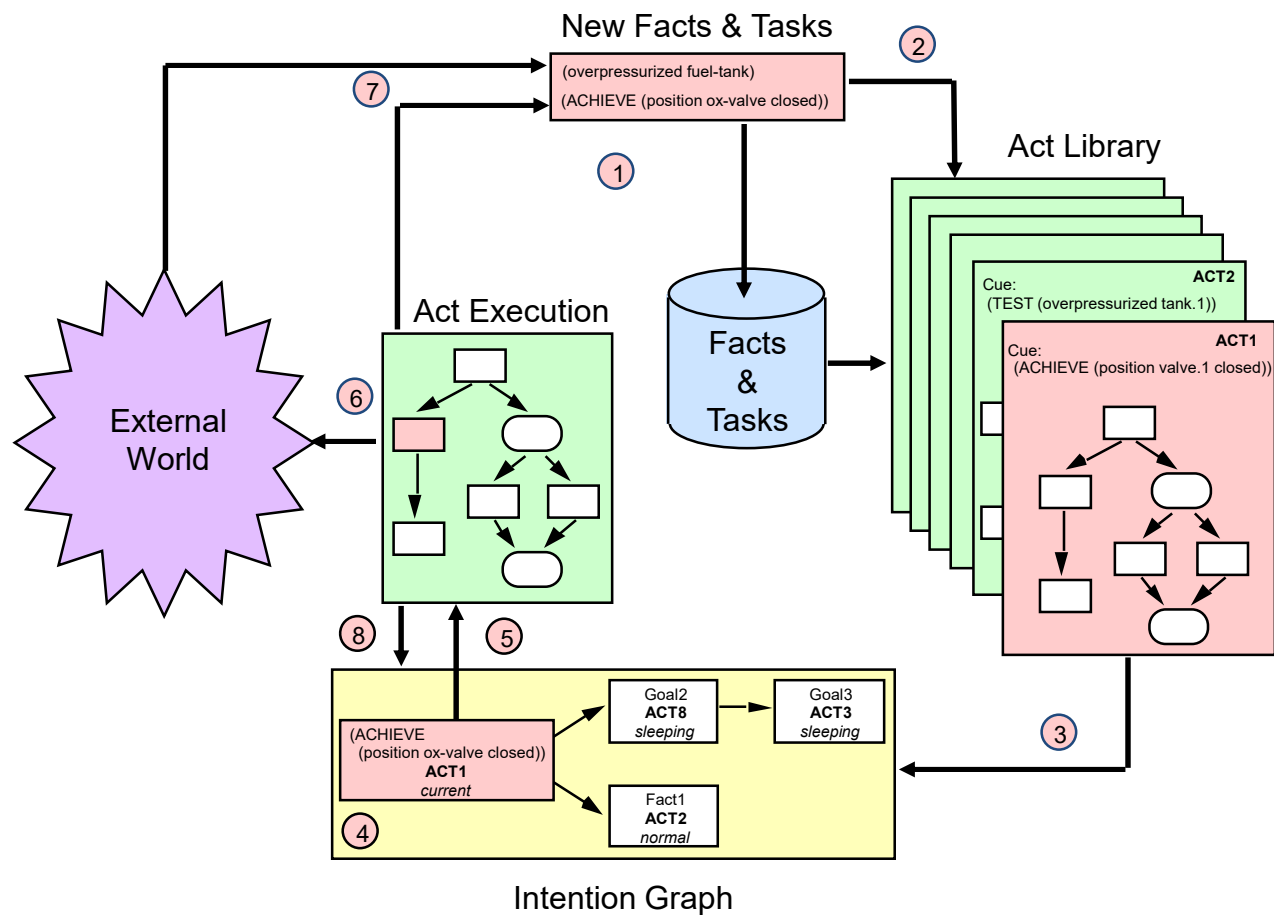 New Facts & Tasks
2
(overpressurized fuel-tank)
7
(ACHIEVE (position ox-valve closed))
Act Library
1
ACT2
Cue:
(TEST (overpressurized tank.1))
Act Execution
Facts
&
Tasks
ACT1
Cue:
(ACHIEVE (position valve.1 closed))
6
External
World
8
5
Goal2
ACT8
sleeping
Goal3
ACT3
sleeping
3
(ACHIEVE
(position ox-valve closed))
ACT1
current
Fact1
ACT2
normal
4
Intention Graph